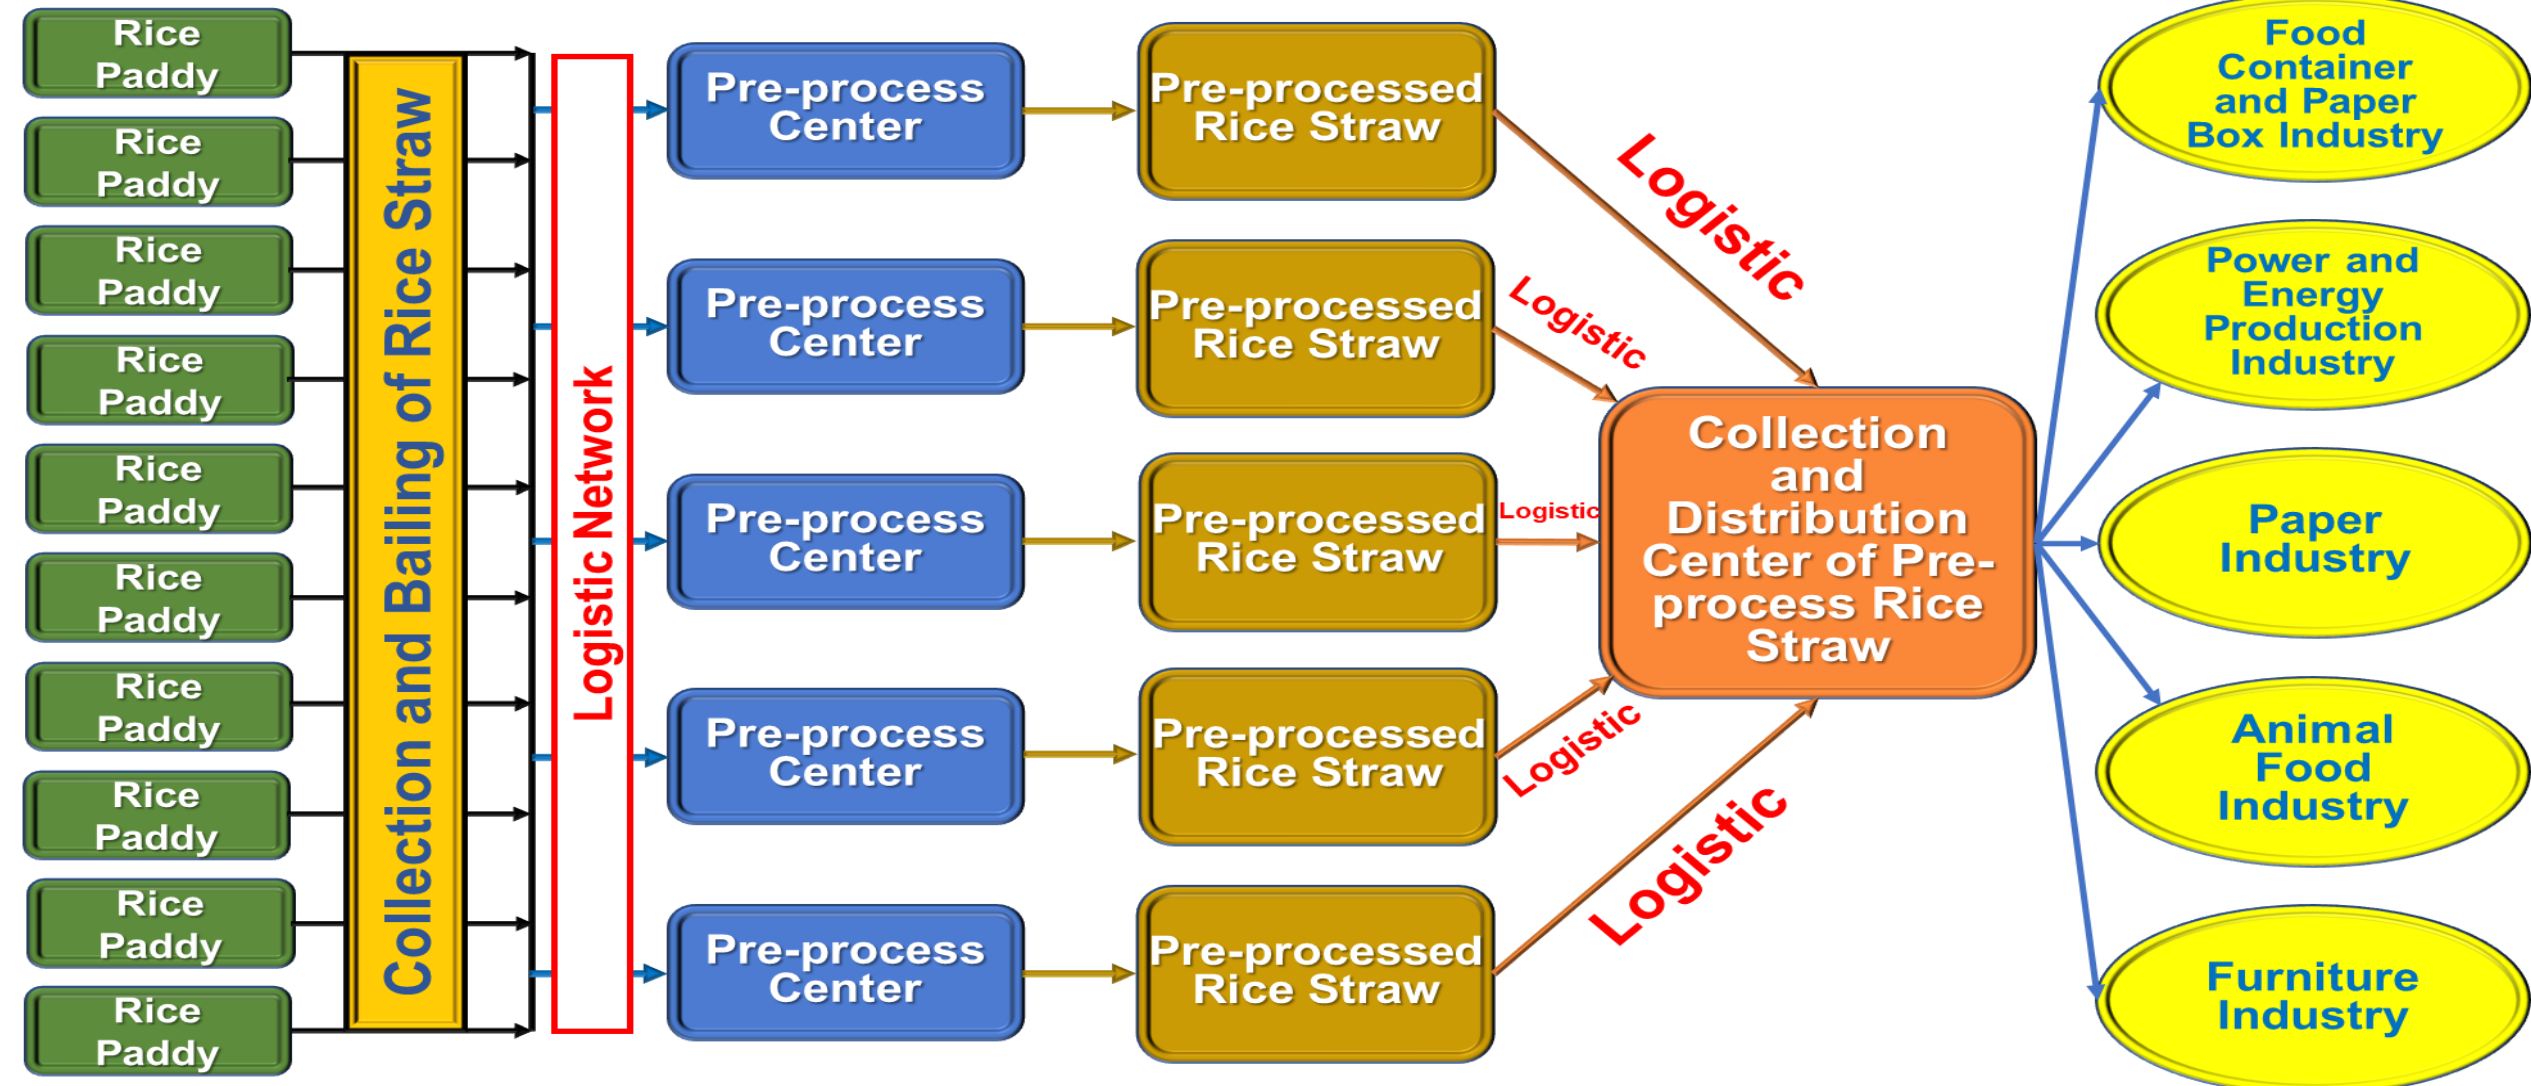 Rice
Paddy
Rice
Paddy
Rice
Paddy
Rice
Paddy
Rice
Paddy
Rice
Paddy
Rice
Paddy
Rice
Paddy
Rice
Paddy
Rice
Paddy
Collection and Bailing of Rice Straw
Logistic Network
Pre-process
Center
Pre-process
Center
Pre-process
Center
Pre-process
Center
Pre-process
Center
Pre-processed
Rice Straw
Pre-processed
Rice Straw
Pre-processed
Rice Straw
Pre-processed
Rice Straw
Pre-processed
Rice Straw
Logistic
Logistic
Logistic
Logistic
Logistic
Collection
and
Distribution
Center of Pre-
process Rice
Straw
Food
Container
and Paper
Box Industry
Power and
Energy
Production
Industry
Paper
Industry
Animal
Food
Industry
Furniture
Industry